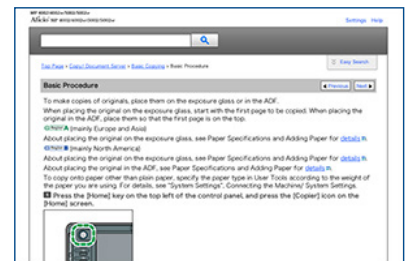 Settings Help
Top Page > Copy/Document Server > Basic Copying > Basic Procedure
Easy Search
Basic Procedure
Previous Next
To make copies of originals, place them on the exposure glass or in the ADF.
When placing the original on the exposure glass, start with the first page to be copied. When placing the
original in the ADF, place them so that the first page is on the top.
A (mainly Europe and Asia)
About placing the original on the exposure glass, see Paper Specifications and Adding Paper for details
B (mainly North America)
About placing the original on the exposure glass, see Paper Specifications and Adding Paper for details
About placing the original in the ADF, see Paper Specifications and Adding Paper for details
To copy onto paper other than plain paper, specify the paper type in User Tools according to the weight of
the paper you are using. For details, see "System Settings", Connecting the Machine/ System Settings.
1 Press the [Home] key on the top left of the control panel, and press the [Copier] icon on the
[Home] screen.